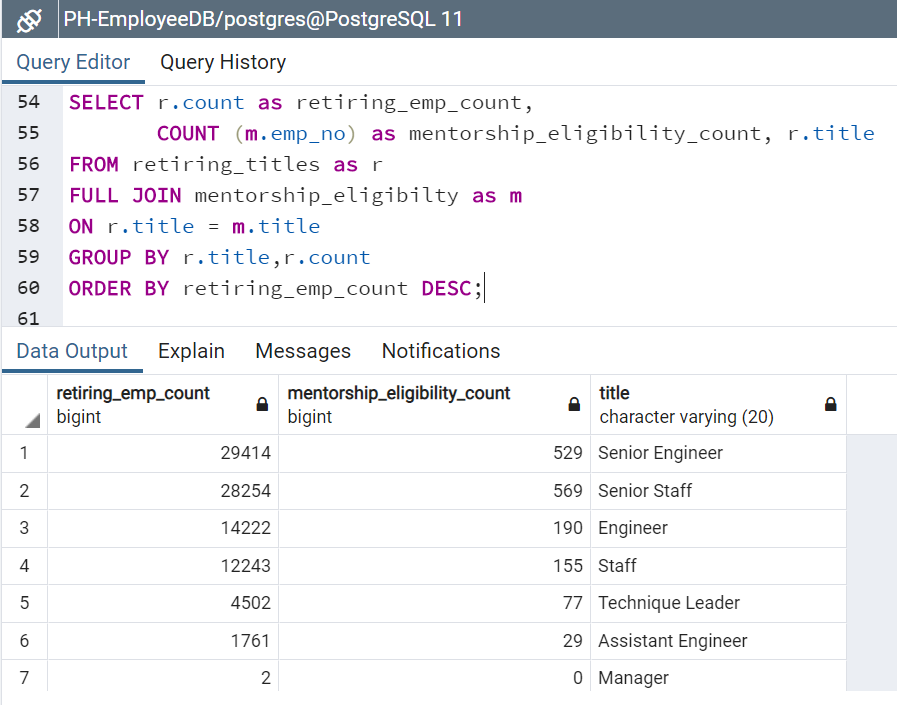 PH-EmployeeDB/postgres@PostgreSQL 11
Query Editor Query History
54 SELECT r.count as retiring_emp_count,
55 COUNT (m.emp_no) as mentorship_eligibility_count, r.title
56 FROM retiring_titles as r
57 FULL JOIN mentorship_eligibilty as m
58 ON r.title = m.title
59 GROUP BY r.title,r.count
60 ORDER BY retiring_emp_count DESC;
61
Data Output Explain Messages Notifications
retiring_emp_count mentorship_eligibility_count title
bigint bigint character varying (20)
1 29414 529 Senior Engineer
2 28254 569 Senior Staff
3 14222 190 Engineer
4 12243 155 Staff
5 4502 77 Technique Leader
6 1761 29 Assistant Engineer
7 2 0 Manager